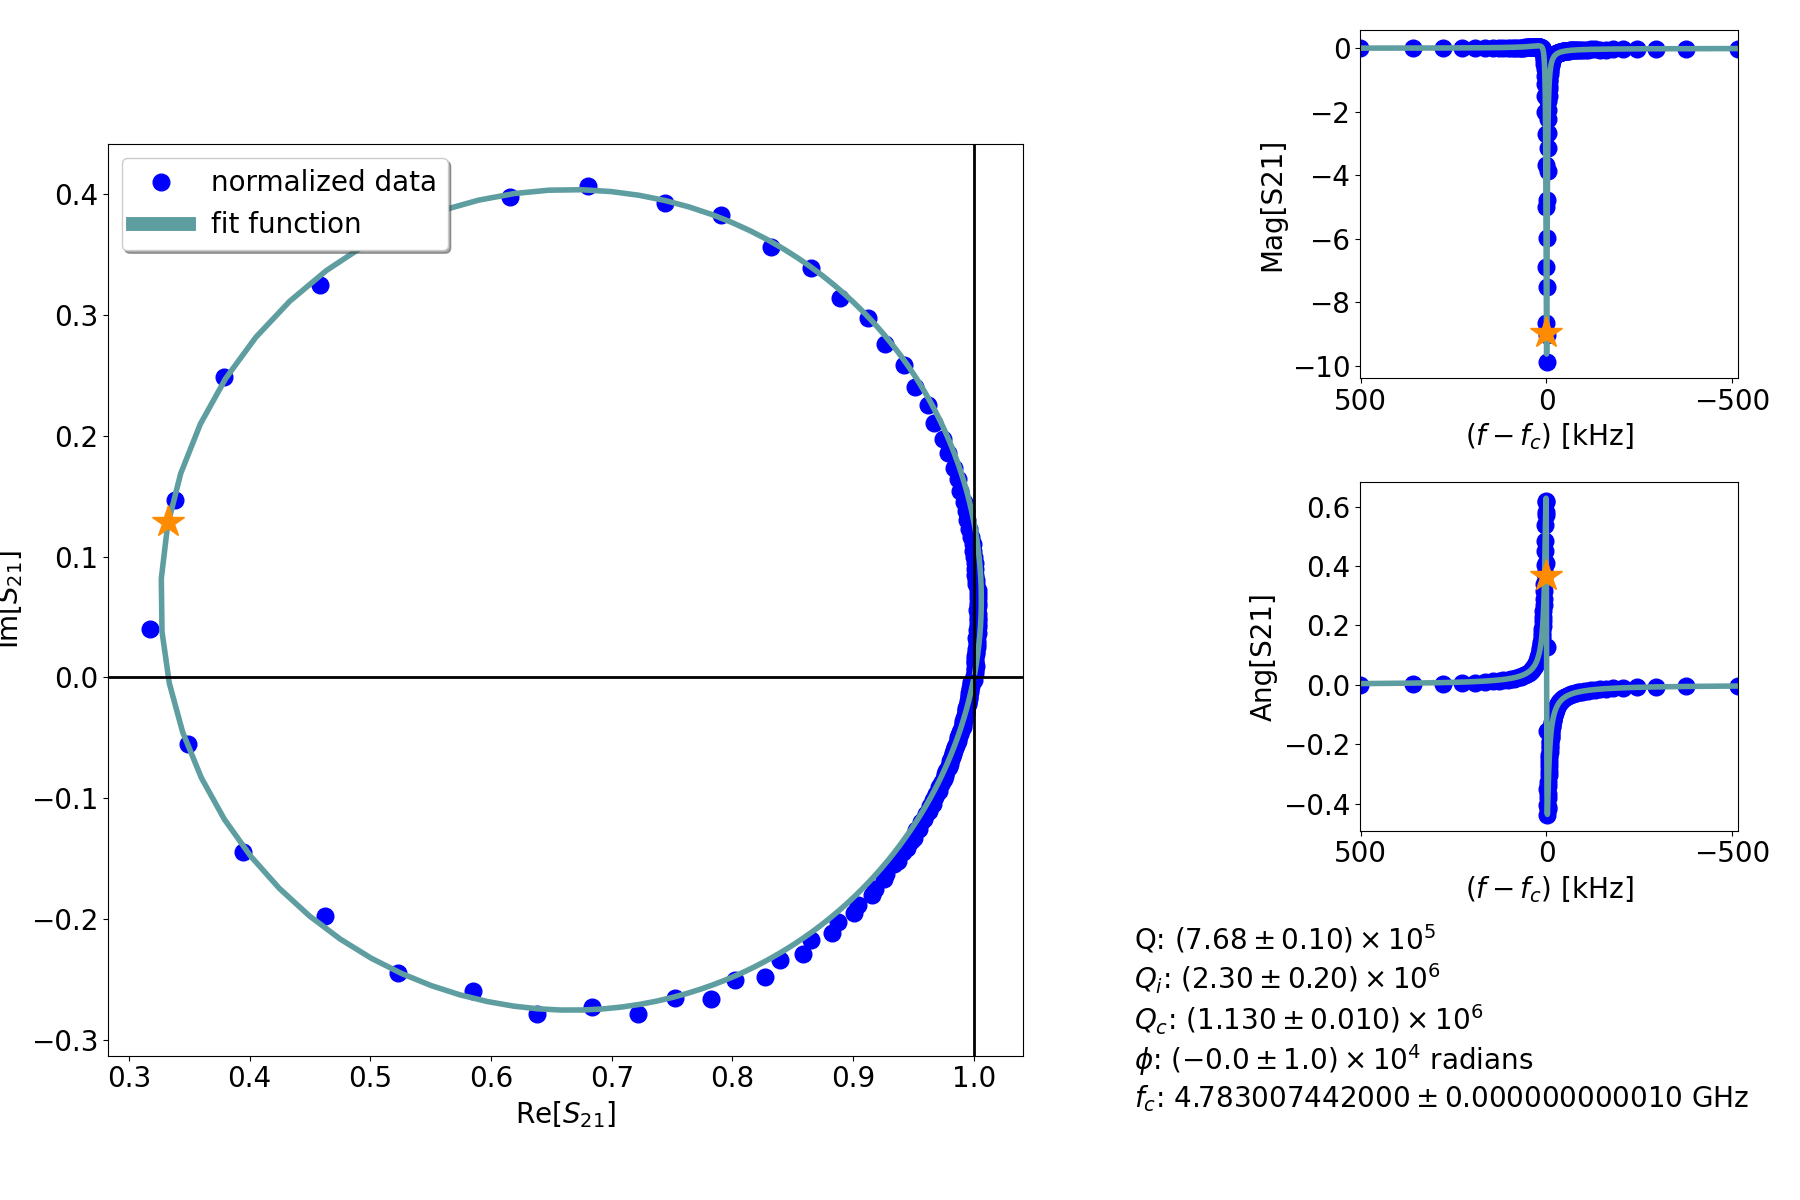 normalized data
fit function
0.4
0.3
0.2
0.1
0.0
−0.1
−0.2
−0.3
Im[S21]
0.3 0.4 0.5 0.6 0.7 0.8 0.9 1.0
Re[S21]
0
−2
−4
−6
−8
−10
Mag[S21]
500 0 −500
(f − fc) [kHz]
0.6
0.4
0.2
0.0
−0.2
−0.4
Ang[S21]
500 0 −500
(f − fc) [kHz]
Q: (7.68 ± 0.10) × 10^5
Qi: (2.30 ± 0.20) × 10^6
Qc: (1.130 ± 0.010) × 10^6
ϕ: (−0.0 ± 1.0) × 10^4 radians
fc: 4.783007442000 ± 0.000000000010 GHz